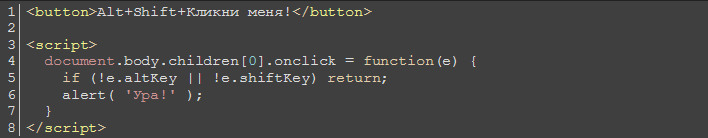 1 <button>Alt+Shift+Кликни меня!</button>
2
3 <script>
4   document.body.children[0].onclick = function(e) {
5     if (!e.altKey || !e.shiftKey) return;
6     alert( 'Ура!' );
7   }
8 </script>